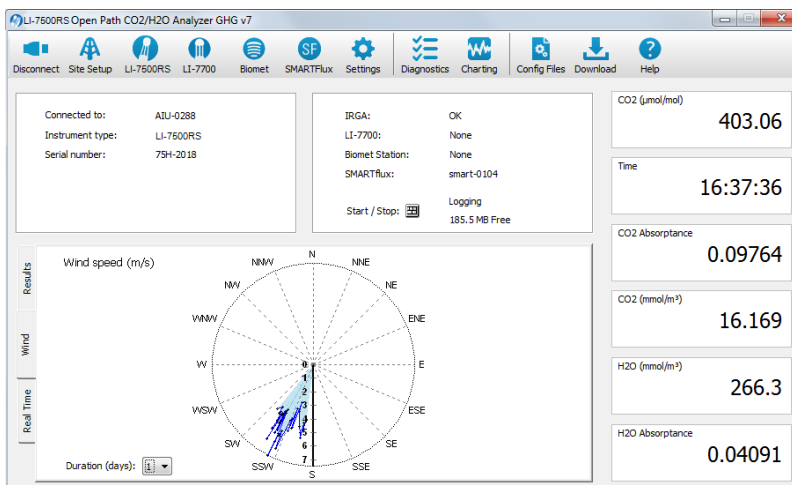 LI-7500RS Open Path CO2/H2O Analyzer GHG v7
Disconnect Site Setup LI-7500RS LI-7700 Biomet SMARTFlux Settings Diagnostics Charting Config Files Download Help
SF
?
Connected to: AIU-0288
Instrument type: LI-7500RS
Serial number: 75H-2018
IRGA: OK
LI-7700: None
Biomet Station: None
SMARTflux: smart-0104
Start / Stop: Logging
185.5 MB Free
CO2 (µmol/mol)
403.06
Time
16:37:36
CO2 Absorptance
0.09764
CO2 (mmol/m³)
16.169
H2O (mmol/m³)
266.3
H2O Absorptance
0.04091
Results
Wind
Real Time
Wind speed (m/s)
N
NNW NNE
NW NE
WNW ENE
W E
WSW ESE
SW SE
SSW SSE
S
0
1
2
3
4
5
6
7
Duration (days): 1